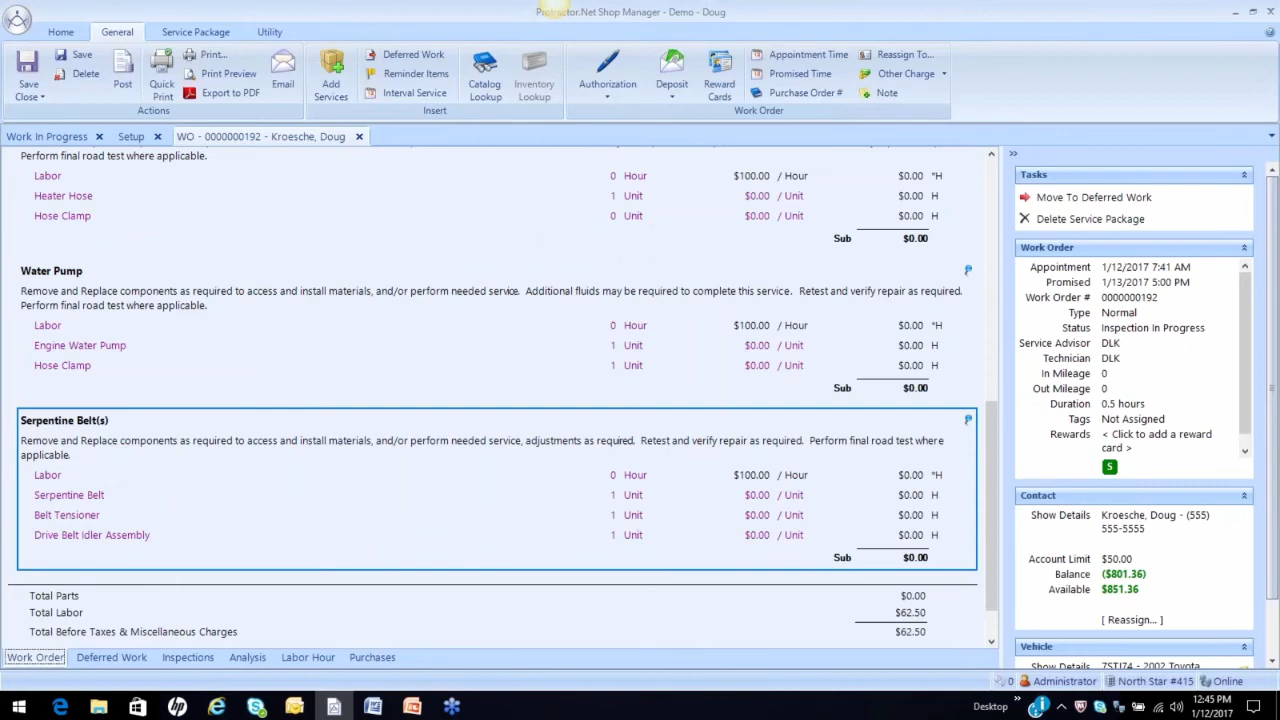 Protractor.Net Shop Manager - Demo - Doug
Home General Service Package Utility
Save Close
Save
Delete
Post
Quick Print
Print...
Print Preview
Export to PDF
Email
Actions
Add Services
Deferred Work
Reminder Items
Interval Service
Catalog Lookup
Inventory Lookup
Insert
Authorization
Deposit
Reward Cards
Appointment Time
Promised Time
Purchase Order #
Reassign To...
Other Charge
Note
Work Order
Work In Progress Setup WO - 0000000192 - Kroesche, Doug
Perform final road test where applicable.
Labor 0 Hour $100.00 / Hour $0.00 *H
Heater Hose 1 Unit $0.00 / Unit $0.00 H
Hose Clamp 0 Unit $0.00 / Unit $0.00 H
Sub $0.00
Water Pump
Remove and Replace components as required to access and install materials, and/or perform needed service. Additional fluids may be required to complete this service. Retest and verify repair as required.
Perform final road test where applicable.
Labor 0 Hour $100.00 / Hour $0.00 *H
Engine Water Pump 1 Unit $0.00 / Unit $0.00 H
Hose Clamp 1 Unit $0.00 / Unit $0.00 H
Sub $0.00
Serpentine Belt(s)
Remove and Replace components as required to access and install materials, and/or perform needed service, adjustments as required. Retest and verify repair as required. Perform final road test where
applicable.
Labor 0 Hour $100.00 / Hour $0.00 *H
Serpentine Belt 1 Unit $0.00 / Unit $0.00 H
Belt Tensioner 1 Unit $0.00 / Unit $0.00 H
Drive Belt Idler Assembly 1 Unit $0.00 / Unit $0.00 H
Sub $0.00
Total Parts $0.00
Total Labor $62.50
Total Before Taxes & Miscellaneous Charges $62.50
Work Order Deferred Work Inspections Analysis Labor Hour Purchases
Tasks
Move To Deferred Work
Delete Service Package
Work Order
Appointment 1/12/2017 7:41 AM
Promised 1/13/2017 5:00 PM
Work Order # 0000000192
Type Normal
Status Inspection In Progress
Service Advisor DLK
Technician DLK
In Mileage 0
Out Mileage 0
Duration 0.5 hours
Tags Not Assigned
Rewards < Click to add a reward
card >
S
Contact
Show Details Kroesche, Doug - (555)
555-5555
Account Limit $50.00
Balance ($801.36)
Available $851.36
[ Reassign... ]
Vehicle
Show Details 7STJ74 - 2002 Toyota
0 Administrator North Star #415 Online
Desktop
12:45 PM
1/12/2017